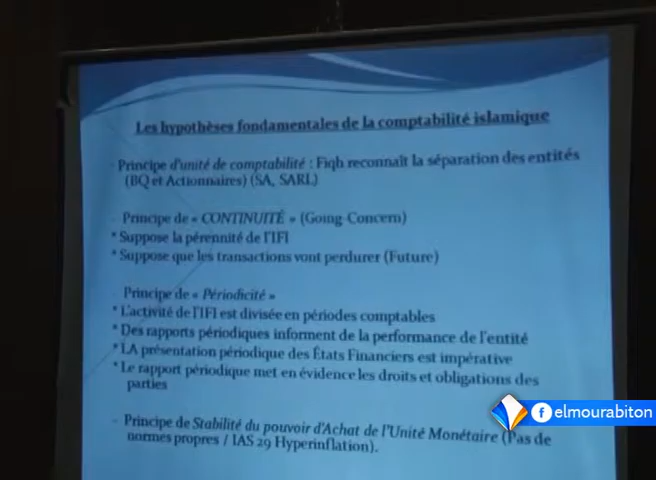 Les hypothèses fondamentales de la comptabilité islamique
- Principe d'unité de comptabilité : Fiqh reconnaît la séparation des entités
(BQ et Actionnaires) (SA, SARL)
- Principe de « CONTINUITÉ » (Going-Concern)
* Suppose la pérennité de l'IFI
* Suppose que les transactions vont perdurer (Future)
- Principe de « Périodicité »
* L'activité de l'IFI est divisée en périodes comptables
* Des rapports périodiques informent de la performance de l'entité
* LA présentation périodique des États Financiers est impérative
* Le rapport périodique met en évidence les droits et obligations des
parties
- Principe de Stabilité du pouvoir d'Achat de l'Unité Monétaire (Pas de
normes propres / IAS 29 Hyperinflation).
elmourabiton